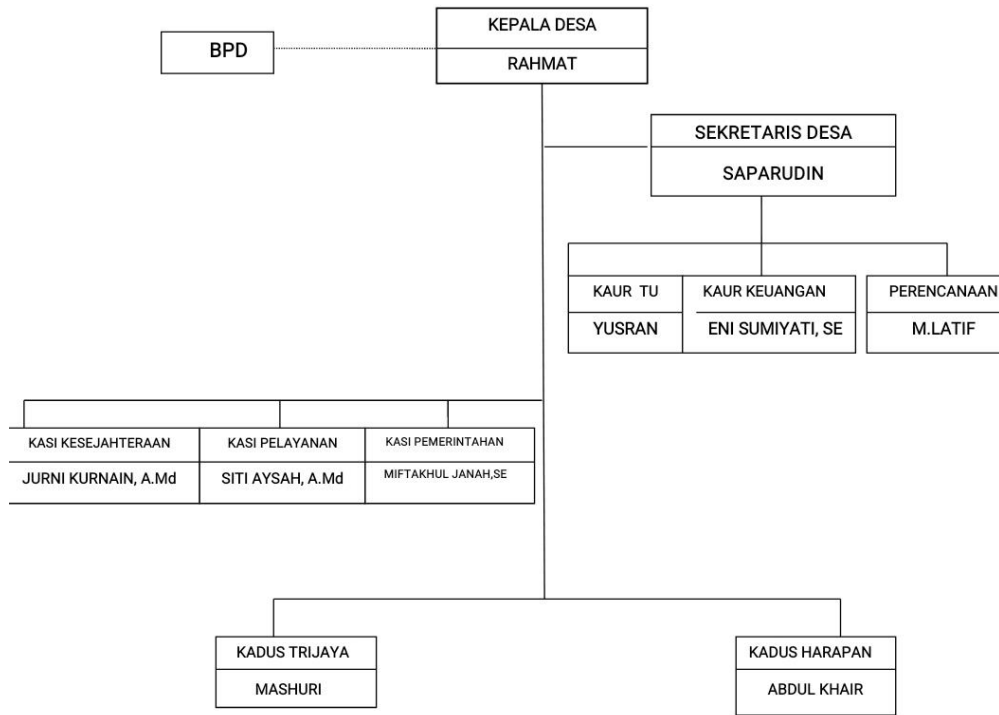 KEPALA DESA
RAHMAT
BPD
SEKRETARIS DESA
SAPARUDIN
KAUR TU
YUSRAN
KAUR KEUANGAN
ENI SUMIYATI, SE
PERENCANAAN
M.LATIF
KASI KESEJAHTERAAN
JURNI KURNAIN, A.Md
KASI PELAYANAN
SITI AYSAH, A.Md
KASI PEMERINTAHAN
MIFTAKHUL JANAH,SE
KADUS TRIJAYA
MASHURI
KADUS HARAPAN
ABDUL KHAIR